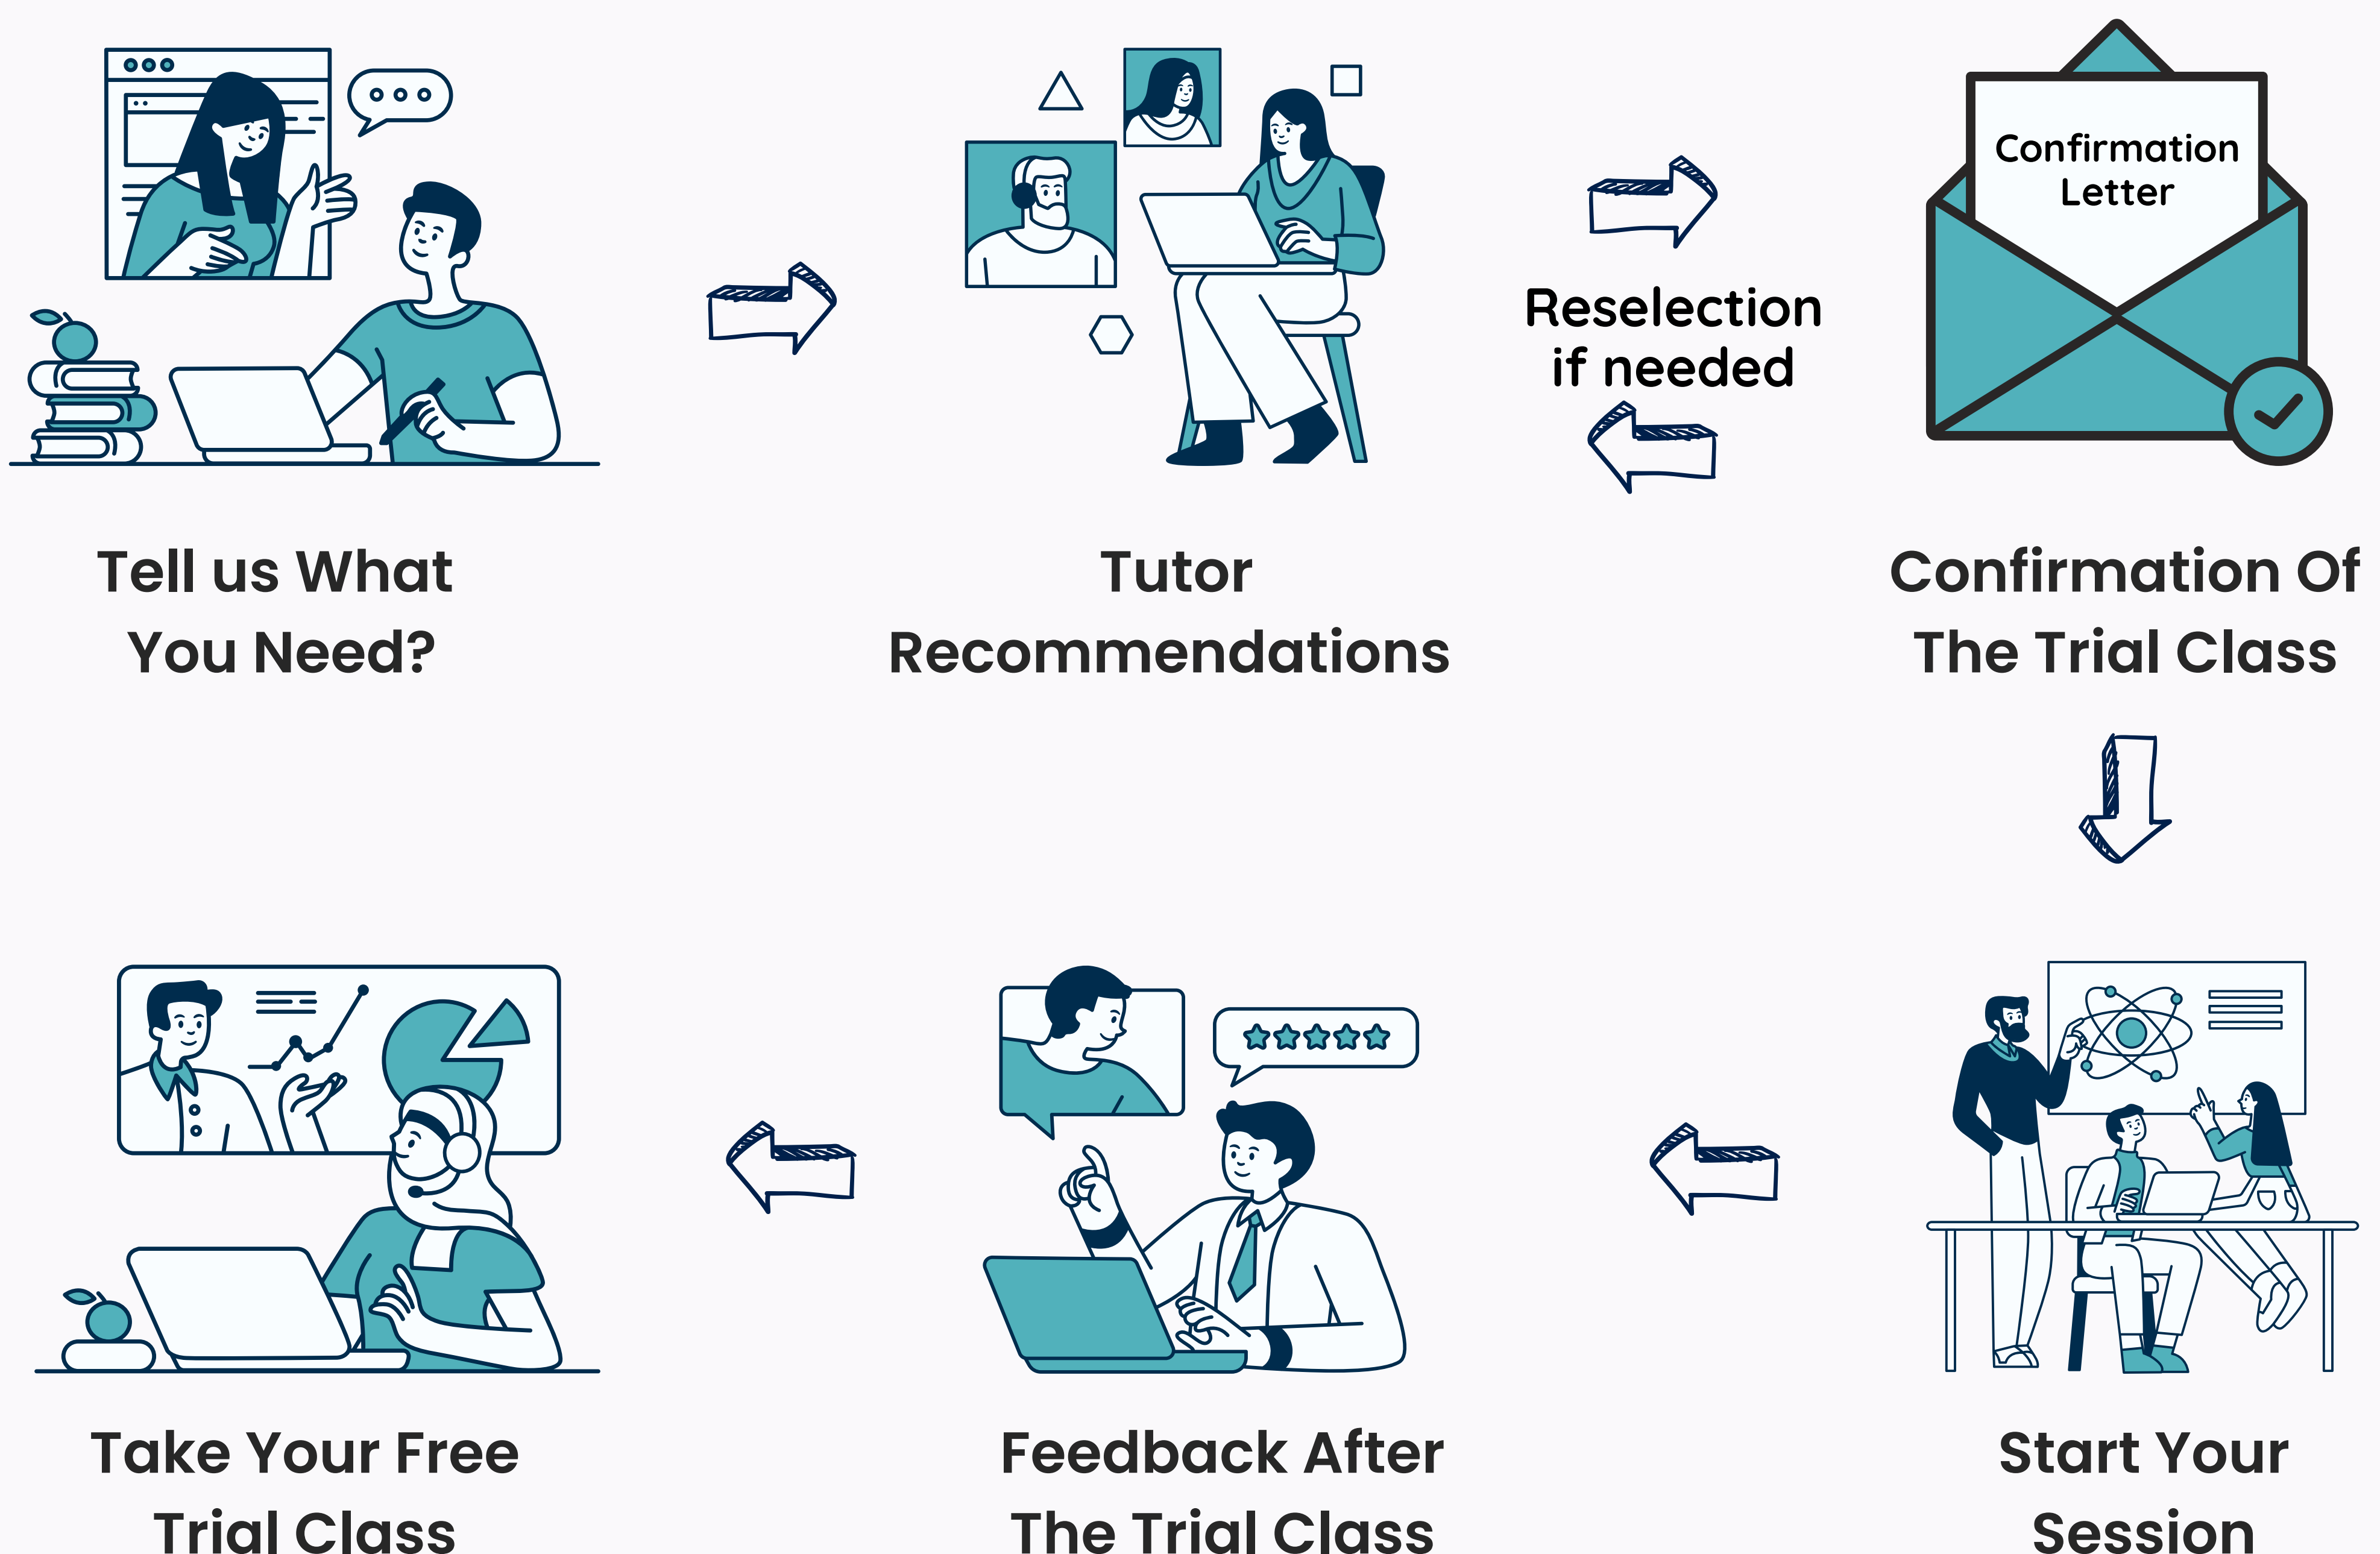 Confirmation
Letter
Reselection
if needed
Tell us What
You Need?
Tutor
Recommendations
Confirmation Of
The Trial Class
Take Your Free
Trial Class
Feedback After
The Trial Class
Start Your
Session